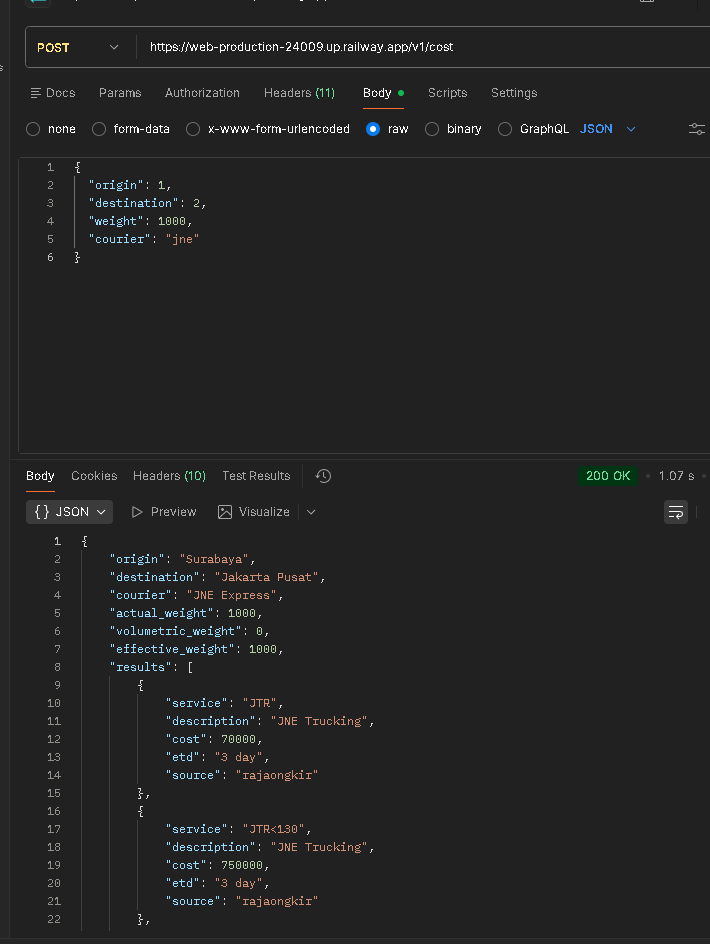 POST https://web-production-24009.up.railway.app/v1/cost
Docs Params Authorization Headers (11) Body Scripts Settings
none form-data x-www-form-urlencoded raw binary GraphQL JSON
1 {
2 "origin": 1,
3 "destination": 2,
4 "weight": 1000,
5 "courier": "jne"
6 }
Body Cookies Headers (10) Test Results 200 OK 1.07 s
{} JSON Preview Visualize
1 {
2 "origin": "Surabaya",
3 "destination": "Jakarta Pusat",
4 "courier": "JNE Express",
5 "actual_weight": 1000,
6 "volumetric_weight": 0,
7 "effective_weight": 1000,
8 "results": [
9 {
10 "service": "JTR",
11 "description": "JNE Trucking",
12 "cost": 70000,
13 "etd": "3 day",
14 "source": "rajaongkir"
15 },
16 {
17 "service": "JTR<130",
18 "description": "JNE Trucking",
19 "cost": 750000,
20 "etd": "3 day",
21 "source": "rajaongkir"
22 },